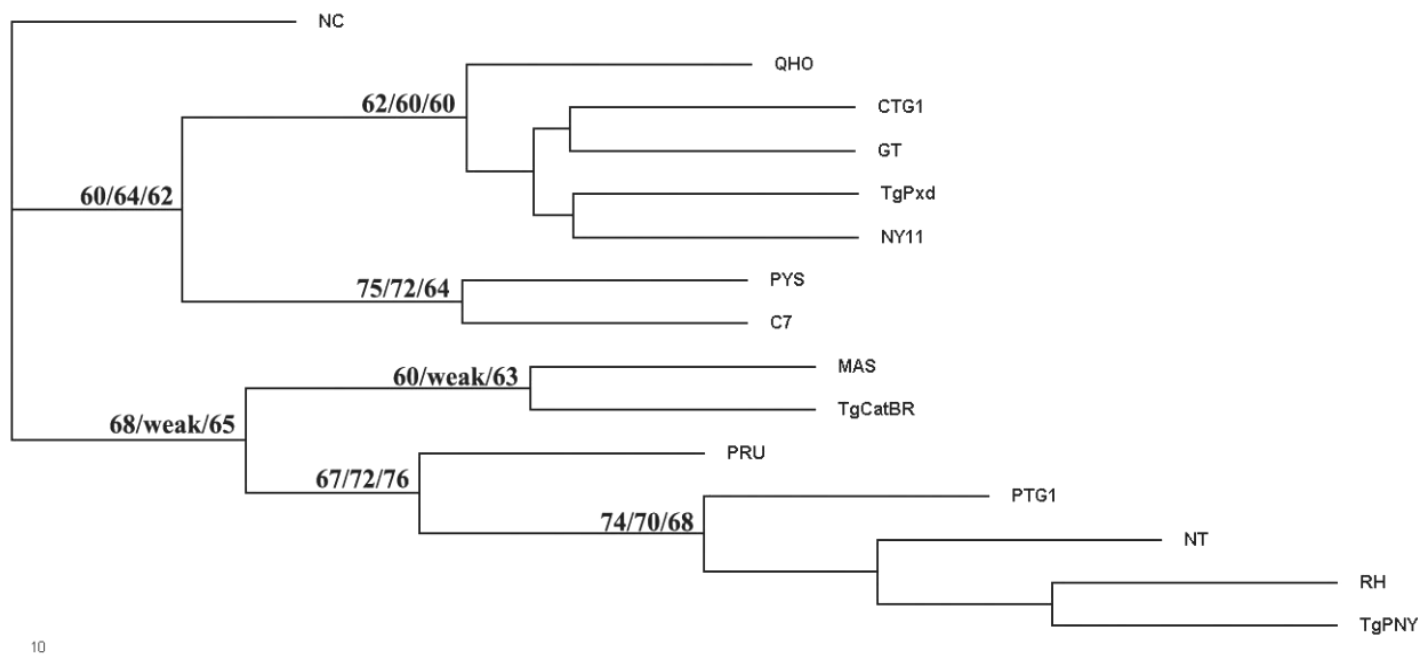 NC
QHO
62/60/60
CTG1
GT
60/64/62
TgPxd
NY11
PYS
75/72/64
C7
MAS
60/weak/63
TgCatBR
68/weak/65
PRU
67/72/76
PTG1
74/70/68
NT
RH
TgPNY
10